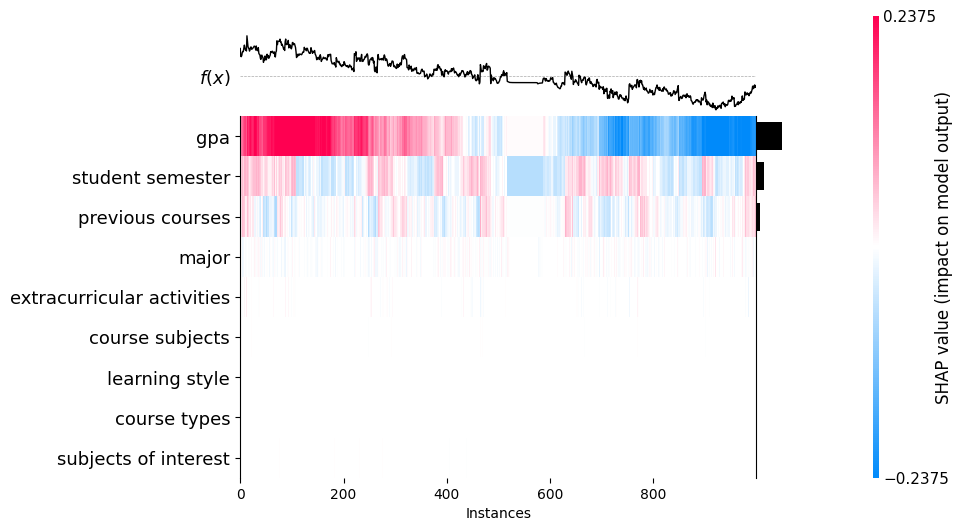 0.2375
f(x)
gpa
student semester
previous courses
major
extracurricular activities
course subjects
learning style
course types
subjects of interest
0 200 400 600 800
Instances
SHAP value (impact on model output)
−0.2375